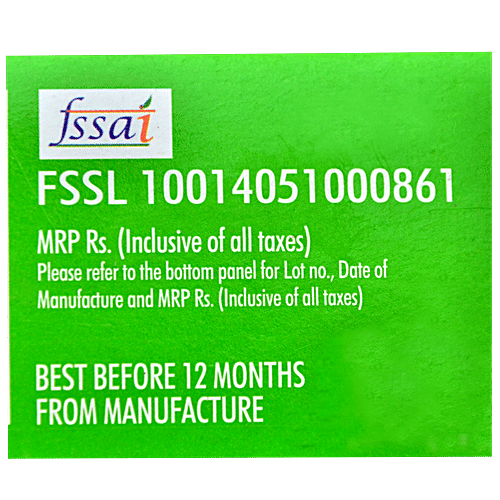 fssai
FSSL 10014051000861
MRP Rs. (Inclusive of all taxes)
Please refer to the bottom panel for Lot no., Date of
Manufacture and MRP Rs. (Inclusive of all taxes)
BEST BEFORE 12 MONTHS
FROM MANUFACTURE